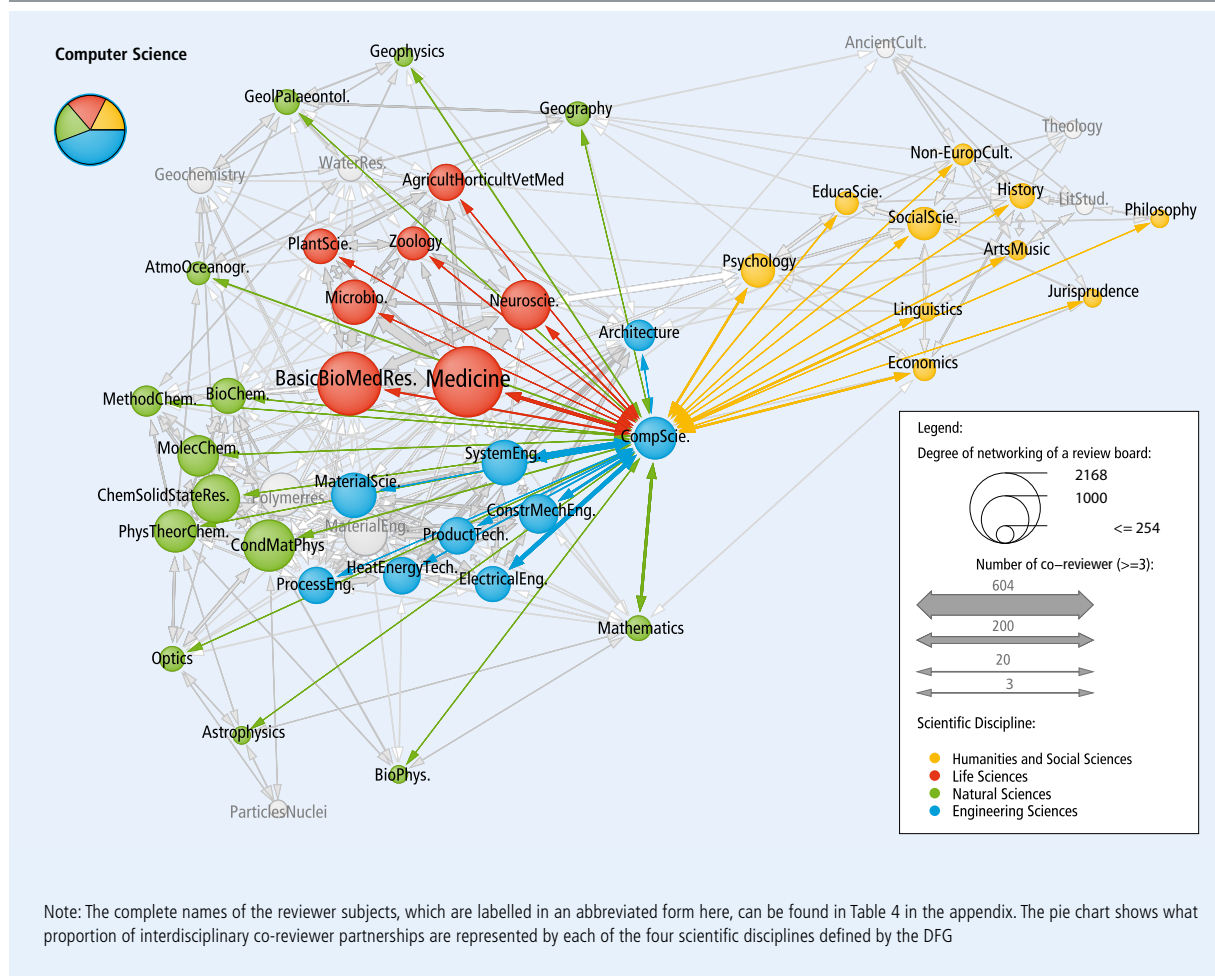 Computer Science
Geophysics
AncientCult.
GeolPalaeontol.
Geography
Theology
WaterRes.
Non-EuropCult.
Geochemistry
AgricultHorticultVetMed
EducaScie.
History
LitStud.
SocialScie.
Philosophy
PlantScie.
Zoology
ArtsMusic
AtmoOceanogr.
Psychology
Microbio.
Neuroscie.
Jurisprudence
Linguistics
Architecture
Economics
BasicBioMedRes.
Medicine
MethodChem.
BioChem.
CompScie.
MolecChem.
SystemEng.
MaterialScie.
ChemSolidStateRes.
Polymerres.
ConstrMechEng.
PhysTheorChem.
MaterialEng.
ProductTech.
CondMatPhys
HeatEnergyTech.
ElectricalEng.
ProcessEng.
Mathematics
Optics
Astrophysics
BioPhys.
ParticlesNuclei
Legend:
Degree of networking of a review board:
2168
1000
<= 254
Number of co–reviewer (>=3):
604
200
20
3
Scientific Discipline:
Humanities and Social Sciences
Life Sciences
Natural Sciences
Engineering Sciences
Note: The complete names of the reviewer subjects, which are labelled in an abbreviated form here, can be found in Table 4 in the appendix. The pie chart shows what
proportion of interdisciplinary co-reviewer partnerships are represented by each of the four scientific disciplines defined by the DFG